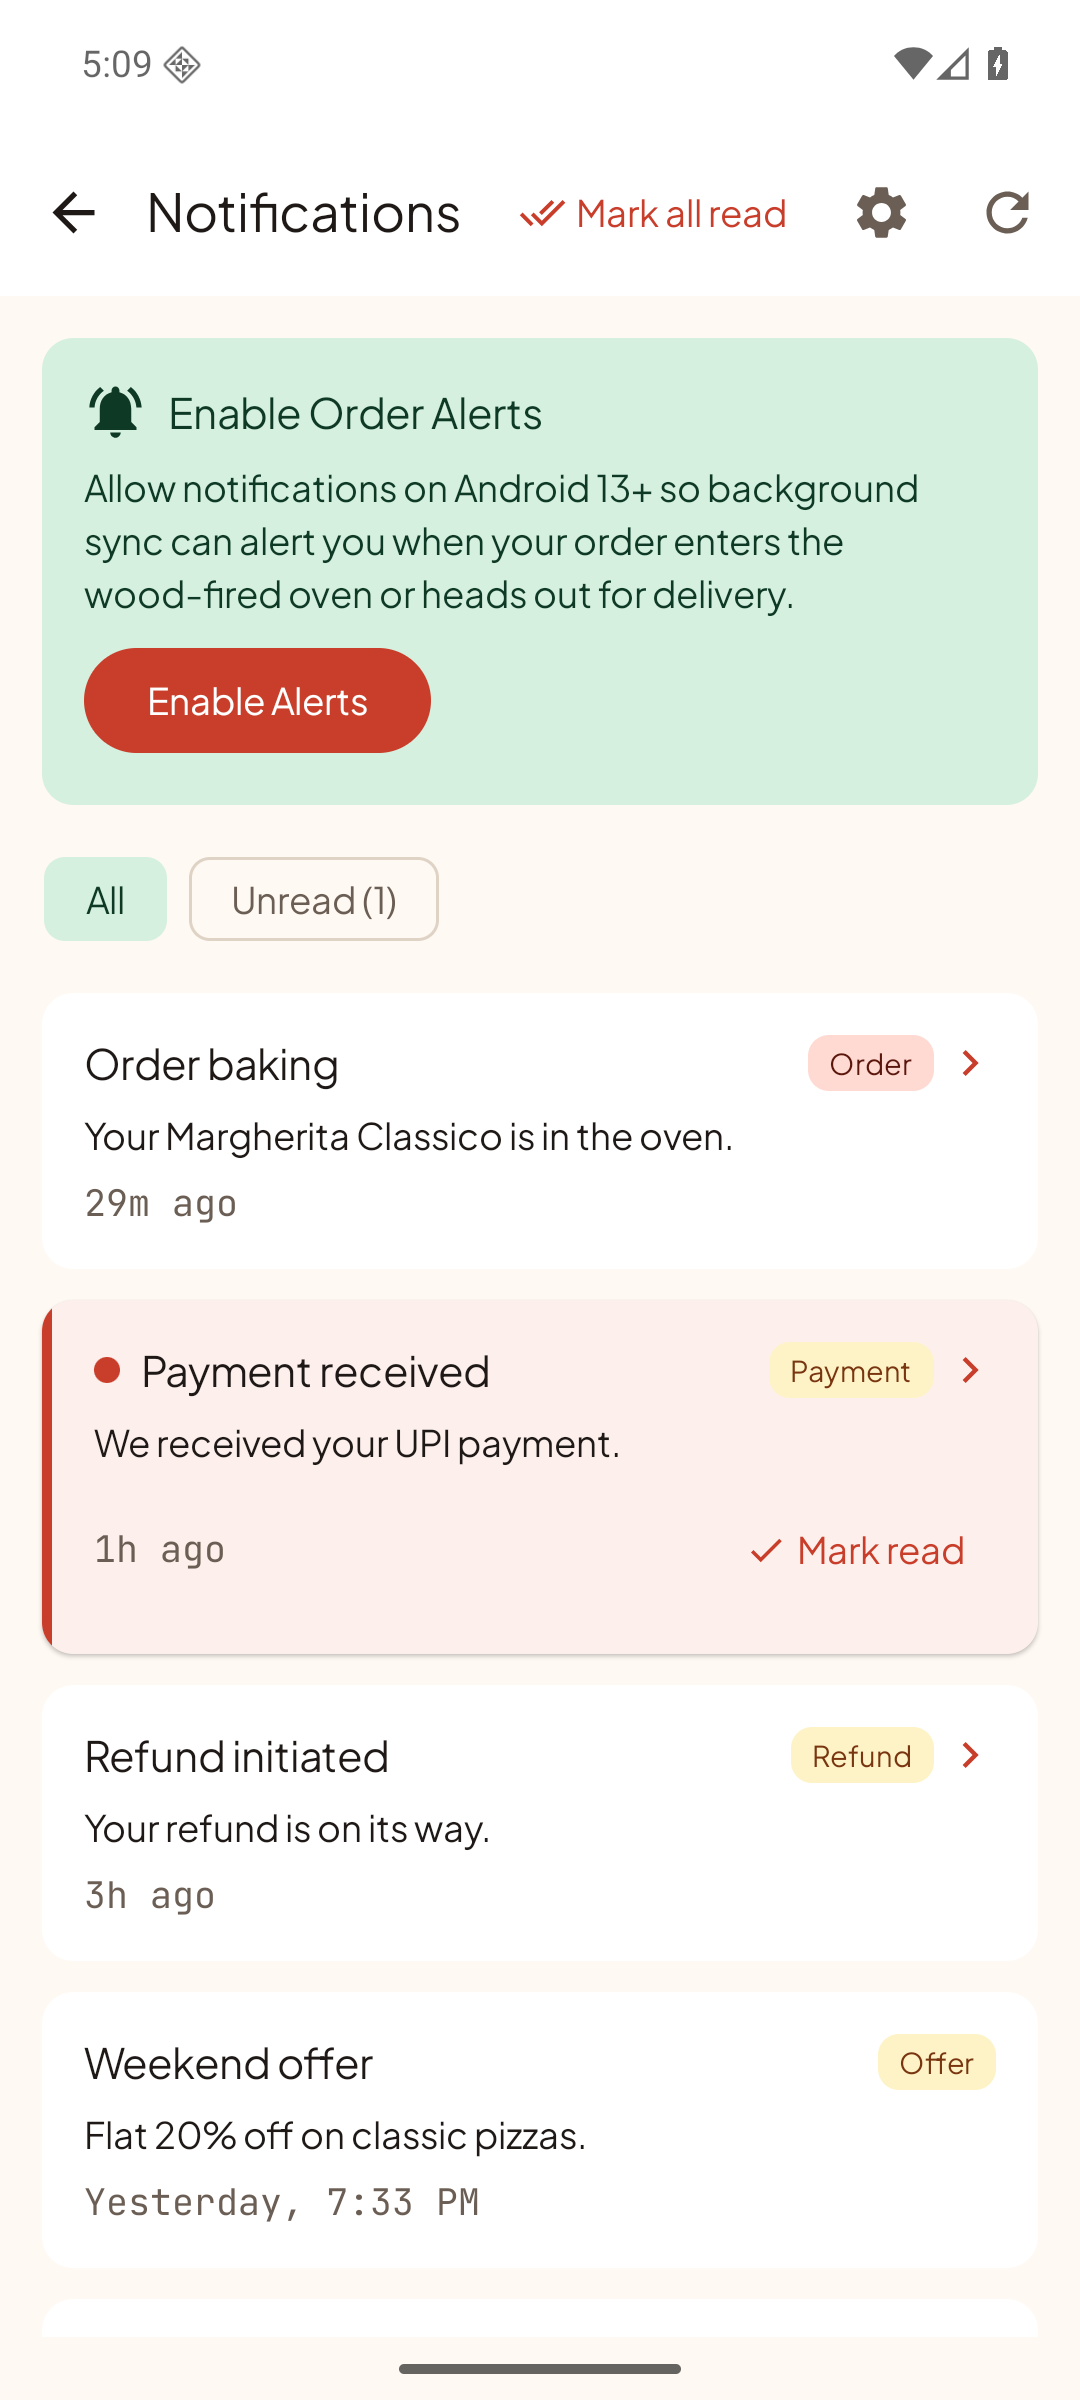 5:09
Notifications
Mark all read
Enable Order Alerts
Allow notifications on Android 13+ so background
sync can alert you when your order enters the
wood-fired oven or heads out for delivery.
Enable Alerts
All
Unread (1)
Order baking
Order
Your Margherita Classico is in the oven.
29m ago
Payment received
Payment
We received your UPI payment.
1h ago
Mark read
Refund initiated
Refund
Your refund is on its way.
3h ago
Weekend offer
Offer
Flat 20% off on classic pizzas.
Yesterday, 7:33 PM